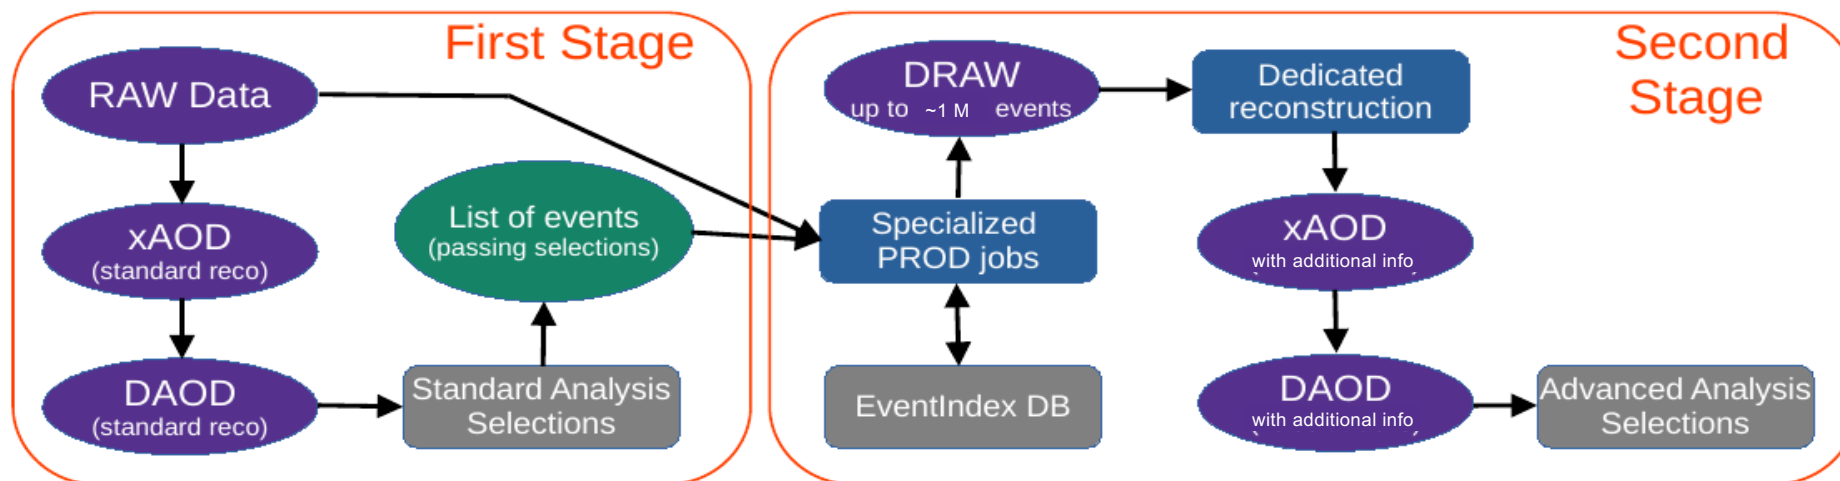 First Stage
RAW Data
xAOD
(standard reco)
DAOD
(standard reco)
Standard Analysis
Selections
List of events
(passing selections)
Second
Stage
Specialized
PROD jobs
EventIndex DB
DRAW
up to ~1 M events
Dedicated
reconstruction
xAOD
with additional info
DAOD
with additional info
Advanced Analysis
Selections